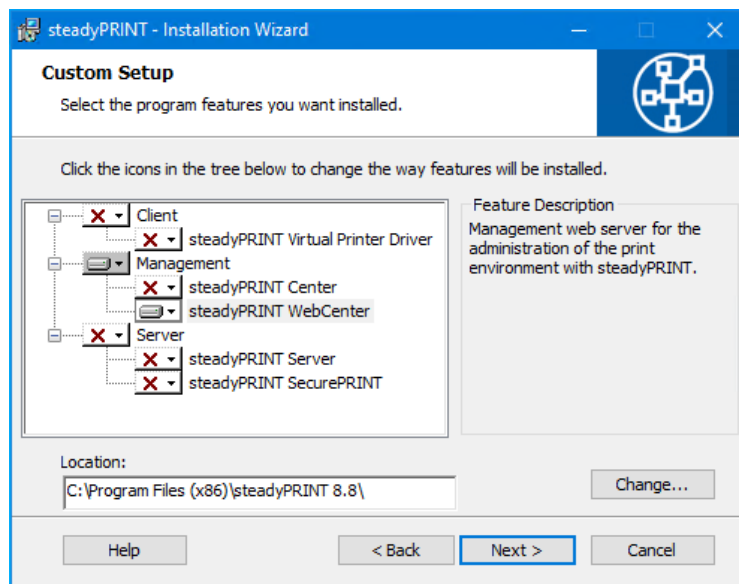 steadyPRINT - Installation Wizard
Custom Setup
Select the program features you want installed.
Click the icons in the tree below to change the way features will be installed.
Client
steadyPRINT Virtual Printer Driver
Management
steadyPRINT Center
steadyPRINT WebCenter
Server
steadyPRINT Server
steadyPRINT SecurePRINT
Feature Description
Management web server for the
administration of the print
environment with steadyPRINT.
Location:
C:\Program Files (x86)\steadyPRINT 8.8\
Change...
Help
< Back
Next >
Cancel